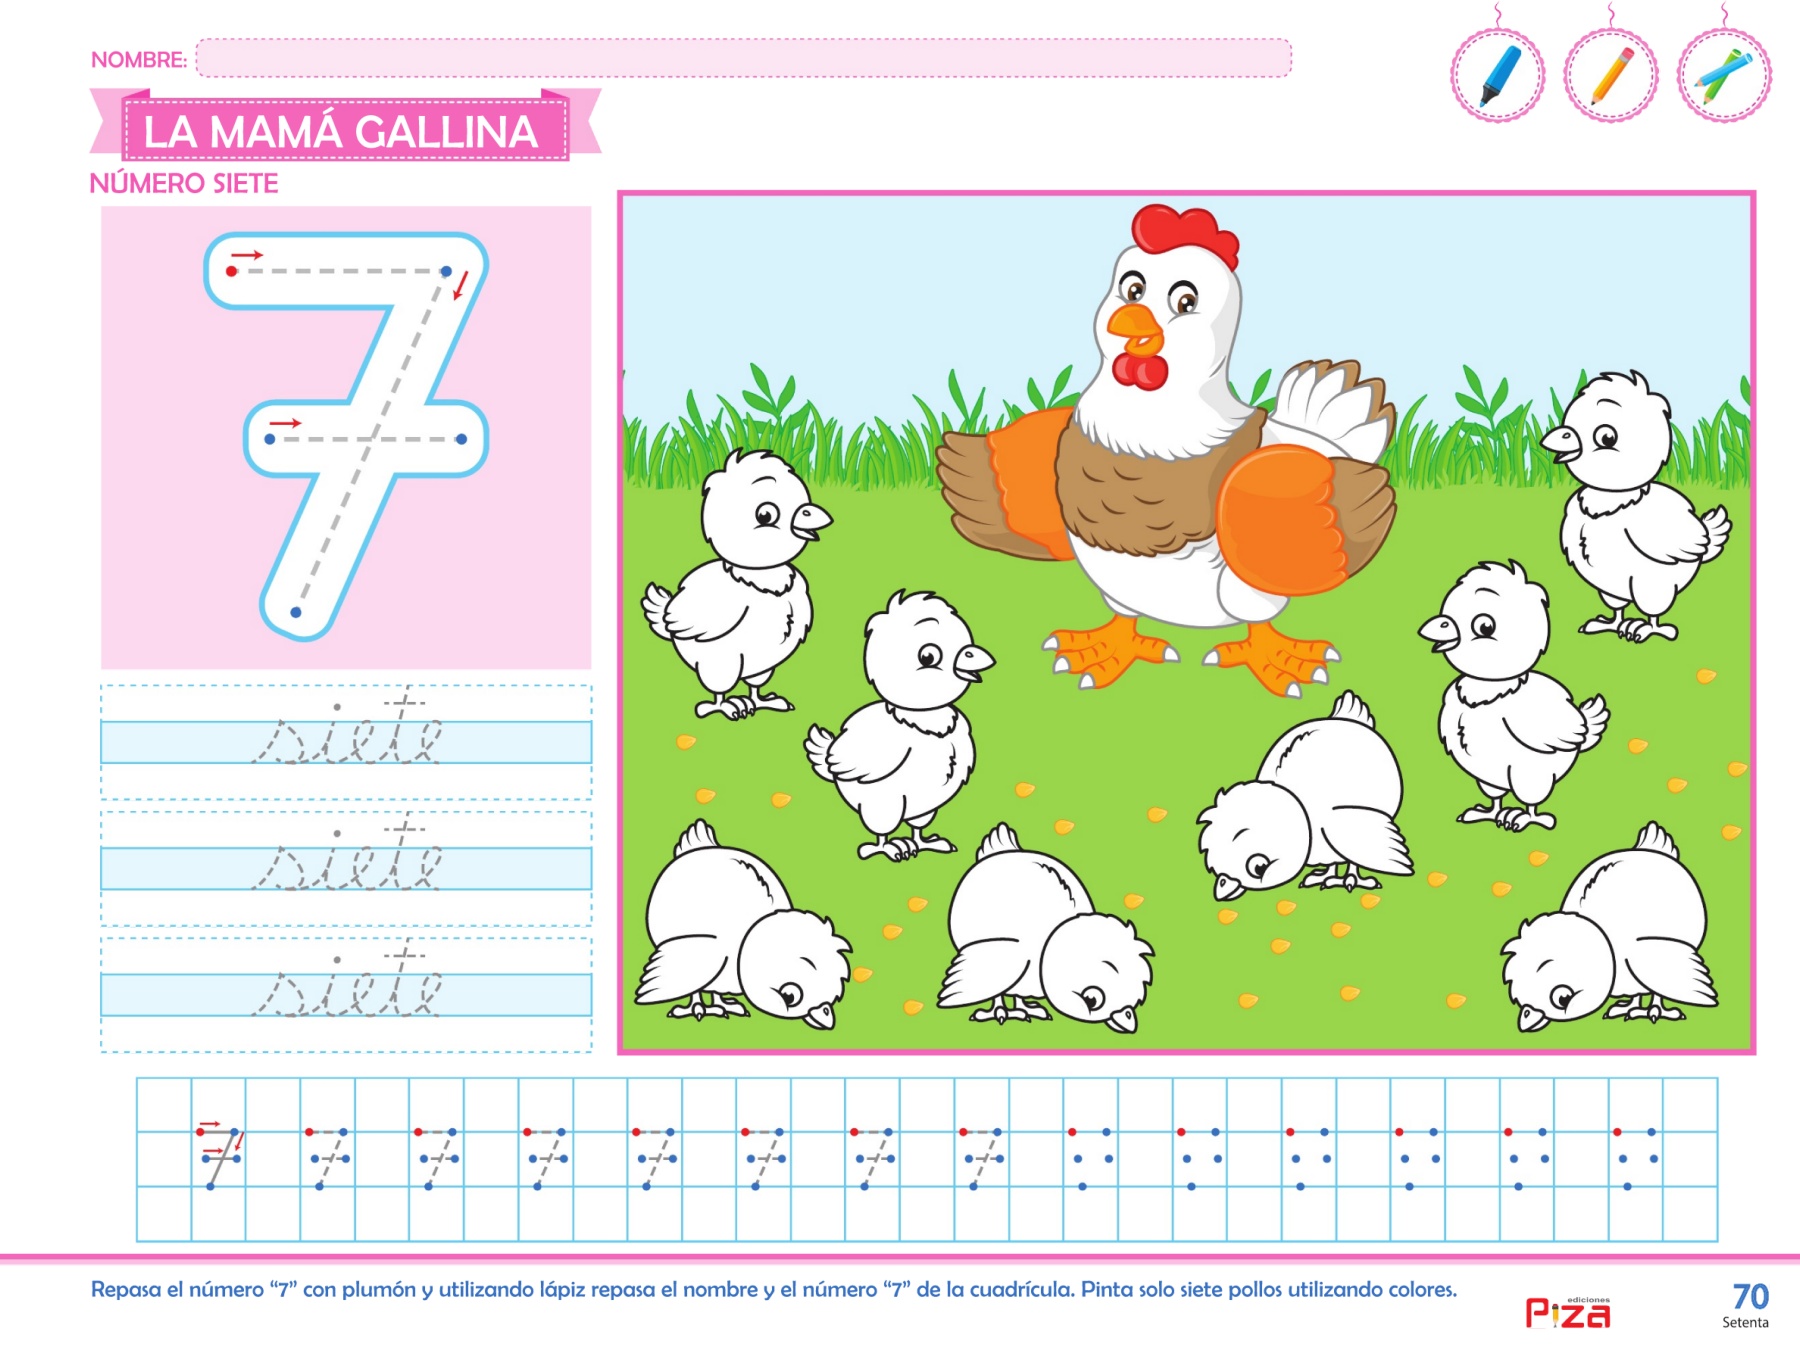 NOMBRE:
LA MAMÁ GALLINA
NÚMERO SIETE
7
siete
siete
siete
7 7 7 7 7 7 7 7
Repasa el número “7” con plumón y utilizando lápiz repasa el nombre y el número “7” de la cuadrícula. Pinta solo siete pollos utilizando colores.
ediciones
Piza
70
Setenta